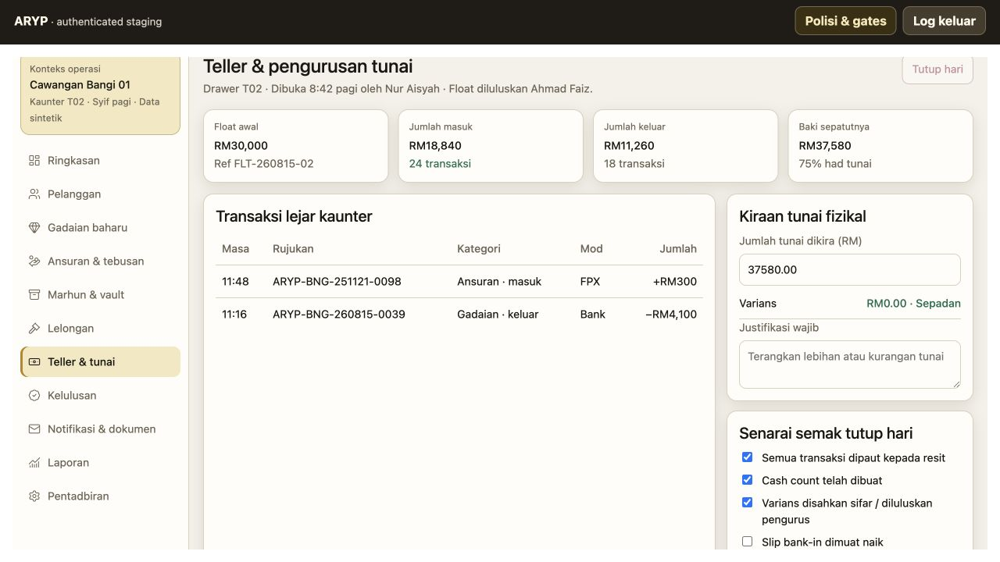 ARYP · authenticated staging
Polisi & gates
Log keluar
Konteks operasi
Cawangan Bangi 01
Kaunter T02 · Syif pagi · Data
sintetik
Ringkasan
Pelanggan
Gadaian baharu
Ansuran & tebusan
Marhun & vault
Lelongan
Teller & tunai
Kelulusan
Notifikasi & dokumen
Laporan
Pentadbiran
Teller & pengurusan tunai
Drawer T02 · Dibuka 8:42 pagi oleh Nur Aisyah · Float diluluskan Ahmad Faiz.
Tutup hari
Float awal
RM30,000
Ref FLT-260815-02
Jumlah masuk
RM18,840
24 transaksi
Jumlah keluar
RM11,260
18 transaksi
Baki sepatutnya
RM37,580
75% had tunai
Transaksi lejar kaunter
Masa Rujukan Kategori Mod Jumlah
11:48 ARYP-BNG-251121-0098 Ansuran · masuk FPX +RM300
11:16 ARYP-BNG-260815-0039 Gadaian · keluar Bank −RM4,100
Kiraan tunai fizikal
Jumlah tunai dikira (RM)
37580.00
Varians RM0.00 · Sepadan
Justifikasi wajib
Terangkan lebihan atau kurangan tunai
Senarai semak tutup hari
Semua transaksi dipaut kepada resit
Cash count telah dibuat
Varians disahkan sifar / diluluskan
pengurus
Slip bank-in dimuat naik